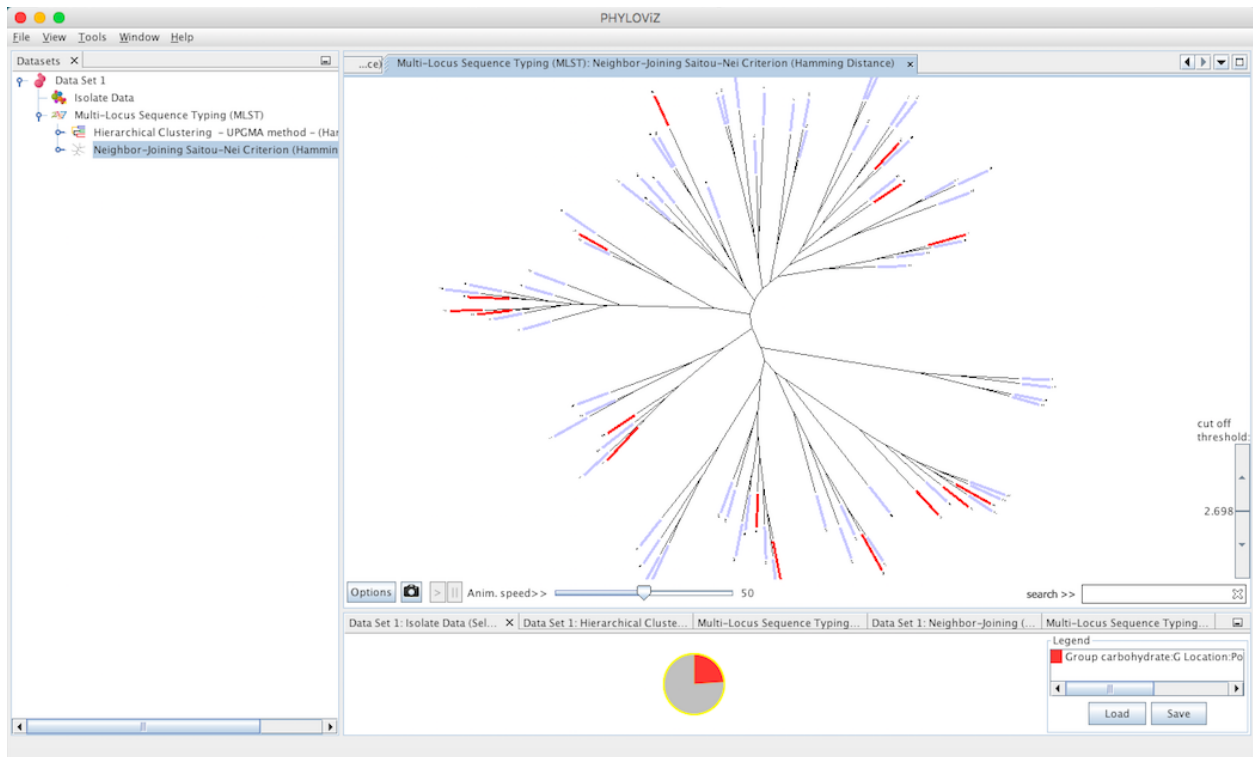 PHYLOViZ
File View Tools Window Help
Datasets
Data Set 1
Isolate Data
Multi-Locus Sequence Typing (MLST)
Hierarchical Clustering - UPGMA method - (Har
Neighbor-Joining Saitou-Nei Criterion (Hammin
...ce) Multi-Locus Sequence Typing (MLST): Neighbor-Joining Saitou-Nei Criterion (Hamming Distance)
cut off
threshold:
2.698
Options Anim. speed>> 50 search >>
Data Set 1: Isolate Data (Sel... Data Set 1: Hierarchical Cluste... Multi-Locus Sequence Typing... Data Set 1: Neighbor-Joining (... Multi-Locus Sequence Typing...
Legend
Group carbohydrate:G Location:Po
Load Save